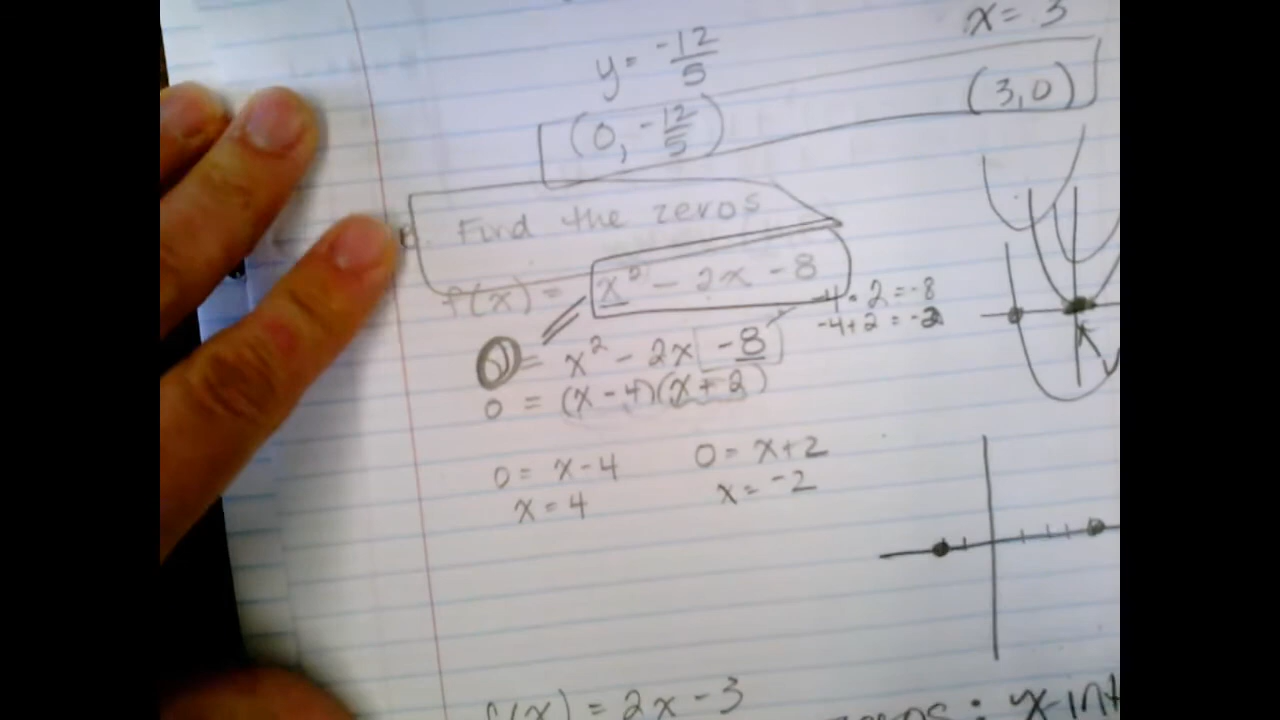 x = 3
y = -12/5
(3,0)
(0, -12/5)
Find the zeros
f(x) = x² - 2x - 8
-4 · 2 = -8
-4+2 = -2
0 = x² - 2x - 8
0 = (x - 4)(x + 2)
0 = x - 4
0 = x + 2
x = 4
x = -2
f(x) = 2x - 3
zeros: x-int